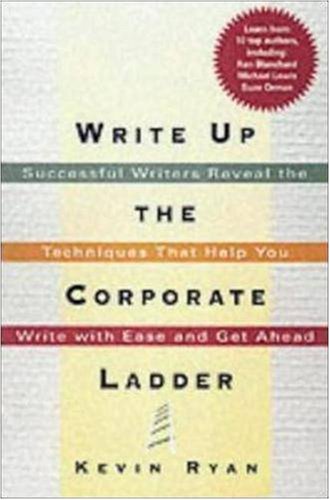 Learn from
10 top authors,
including:
Ken Blanchard
Michael Lewis
Suze Orman
WRITE UP
Successful Writers Reveal the
THE
Techniques That Help You
CORPORATE
Write with Ease and Get Ahead
LADDER
KEVIN RYAN